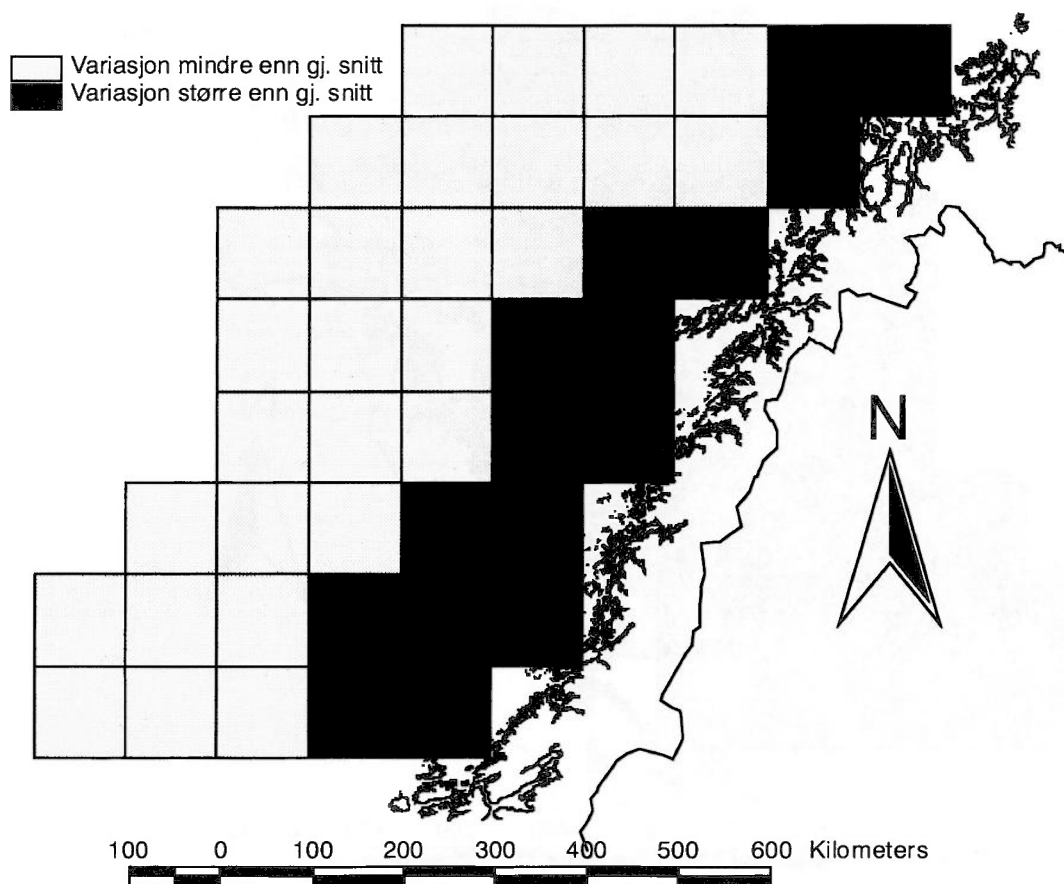 Variasjon mindre enn gj. snitt
Variasjon større enn gj. snitt
N
100 0 100 200 300 400 500 600 Kilometers